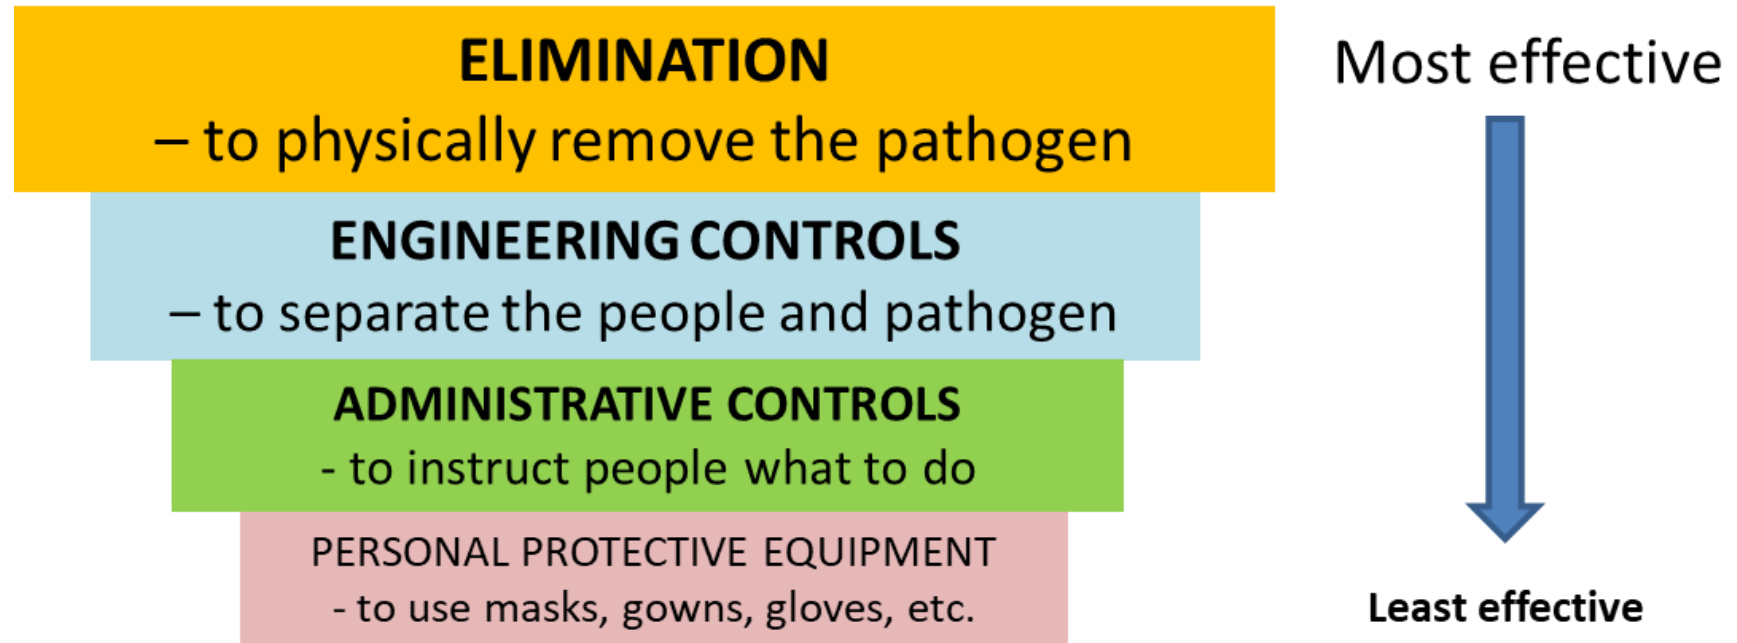 ELIMINATION
– to physically remove the pathogen
Most effective
ENGINEERING CONTROLS
– to separate the people and pathogen
ADMINISTRATIVE CONTROLS
- to instruct people what to do
PERSONAL PROTECTIVE EQUIPMENT
- to use masks, gowns, gloves, etc.
Least effective